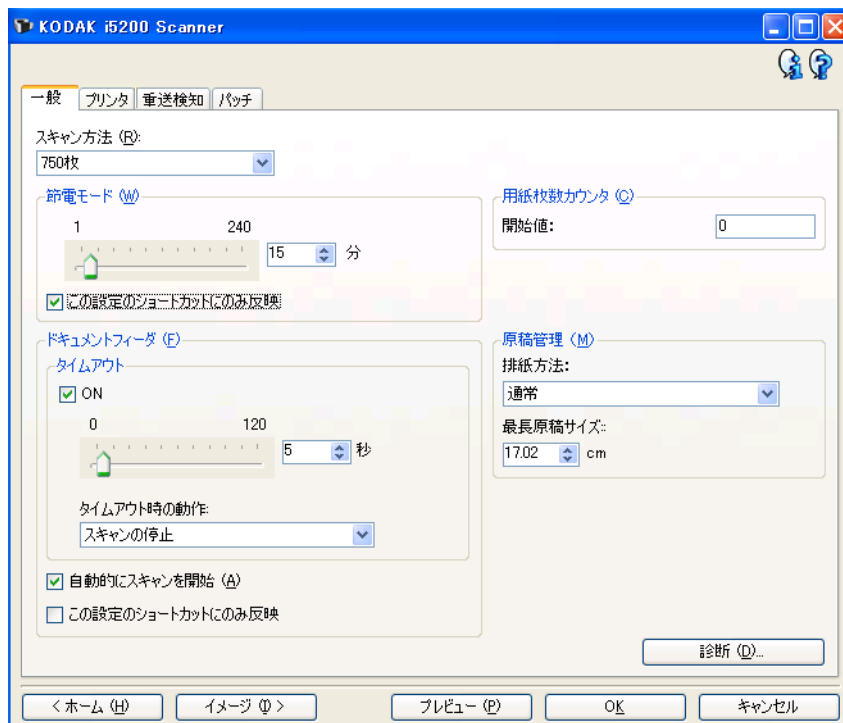 KODAK i5200 Scanner
一般 プリンタ 重送検知 パッチ
スキャン方法 (R):
750枚
節電モード (W)
1 240
15 分
この設定のショートカットにのみ反映
用紙枚数カウンタ (C)
開始値: 0
ドキュメントフィーダ (F)
タイムアウト
ON
0 120
5 秒
タイムアウト時の動作:
スキャンの停止
自動的にスキャンを開始 (A)
この設定のショートカットにのみ反映
原稿管理 (M)
排紙方法:
通常
最長原稿サイズ::
17.02 cm
診断 (D)...
< ホーム (H) イメージ (I) > プレビュー (P) OK キャンセル